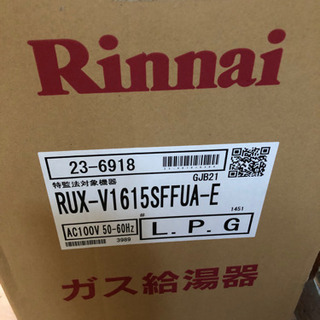 Rinnai
23-6918
特監法対象機器 GJB21
RUX-V1615SFFUA-E
AC100V 50-60Hz
3989
1451
L.P.G
ガス給湯器